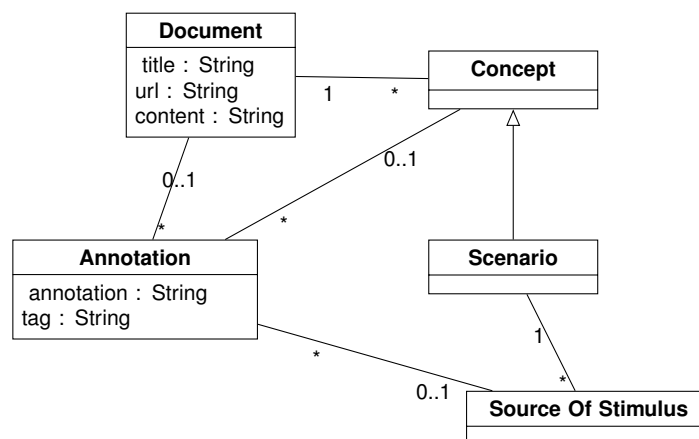 Document
title : String
url : String
content : String
Concept
1
*
0..1
0..1
*
*
Annotation
annotation : String
tag : String
Scenario
1
*
*
0..1
Source Of Stimulus